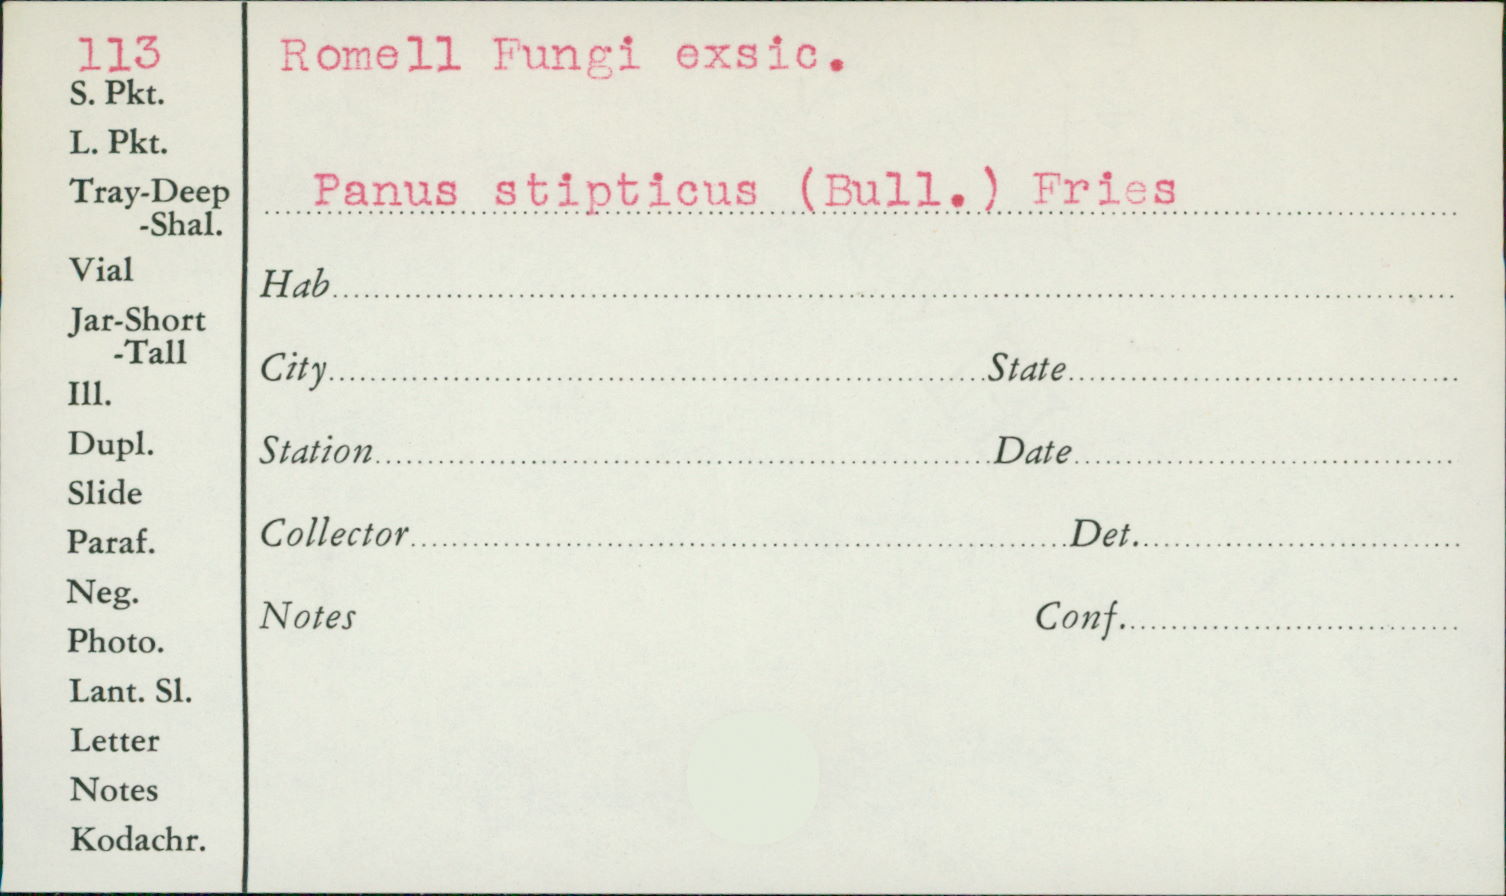 113
S. Pkt.
L. Pkt.
Tray-Deep
-Shal.
Vial
Jar-Short
-Tall
Ill.
Dupl.
Slide
Paraf.
Neg.
Photo.
Lant. Sl.
Letter
Notes
Kodachr.
Romell Fungi exsic.
Panus stipticus (Bull.) Fries
Hab
City State
Station Date
Collector Det.
Notes Conf.